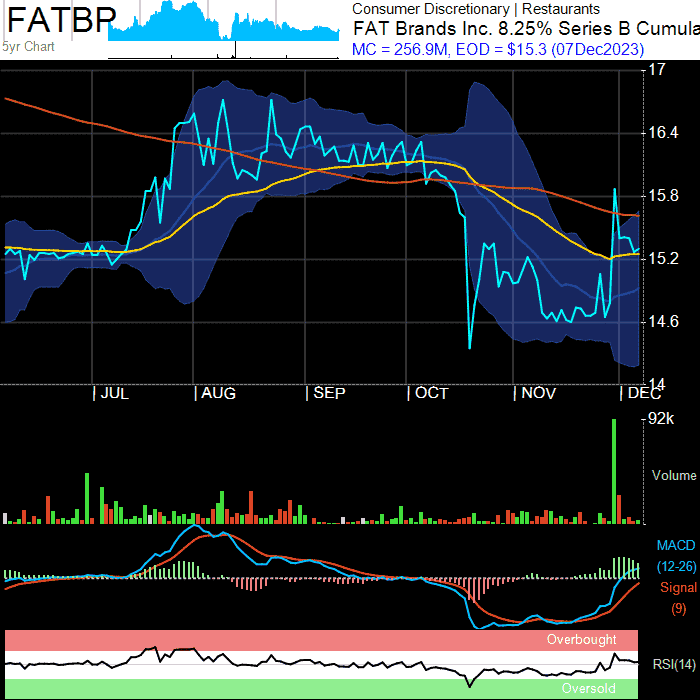 FATBP
5yr Chart
Consumer Discretionary | Restaurants
FAT Brands Inc. 8.25% Series B Cumula
MC = 256.9M, EOD = $15.3 (07Dec2023)
17
16.4
15.8
15.2
14.6
14
JUL
AUG
SEP
OCT
NOV
DEC
92k
Volume
MACD
(12-26)
Signal
(9)
Overbought
RSI(14)
Oversold